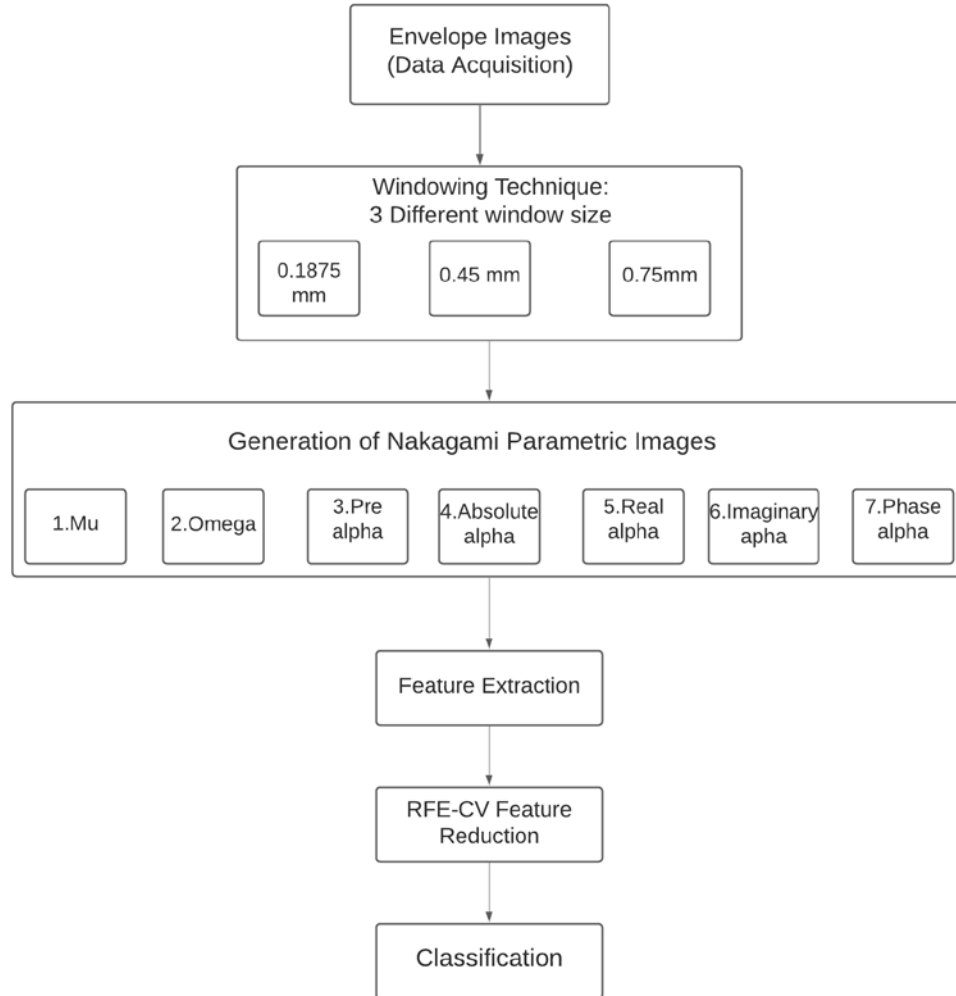 Envelope Images
(Data Acquisition)
Windowing Technique:
3 Different window size
0.1875
mm
0.45 mm
0.75mm
Generation of Nakagami Parametric Images
1.Mu
2.Omega
3.Pre
alpha
4.Absolute
alpha
5.Real
alpha
6.Imaginary
apha
7.Phase
alpha
Feature Extraction
RFE-CV Feature
Reduction
Classification